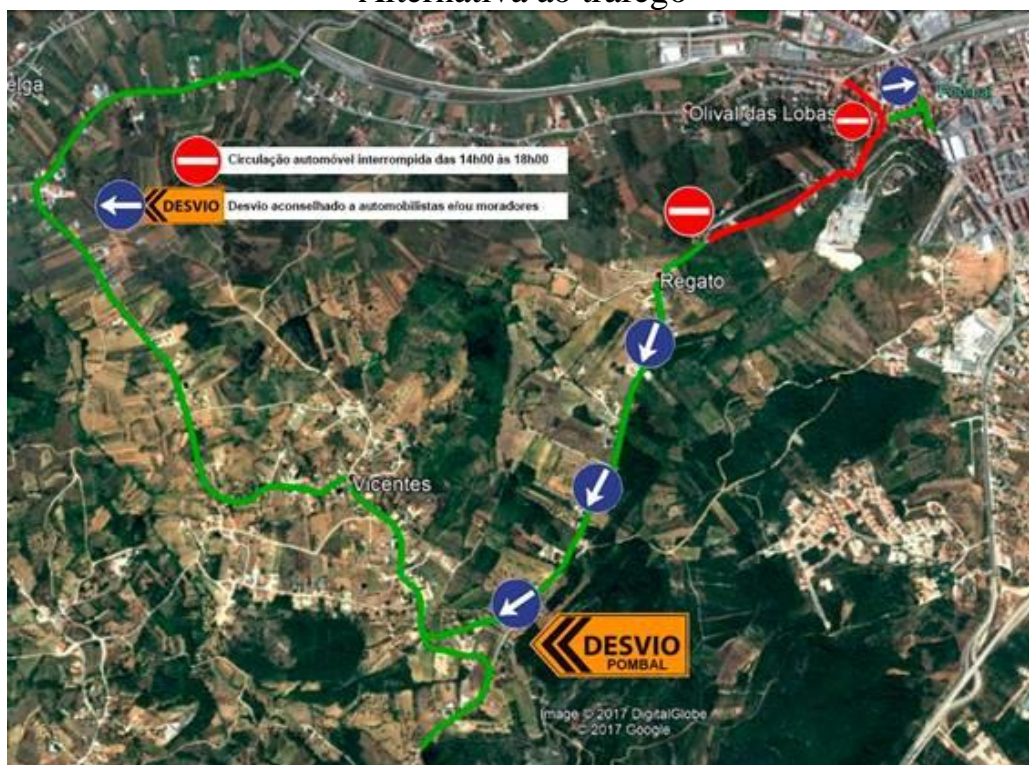 Alternativa ao tráfego
elga
Pombal
Olival das Lobas
Circulação automóvel interrompida das 14h00 às 18h00
DESVIO
Desvio aconselhado a automobilistas e/ou moradores
Regato
Vicentes
DESVIO
POMBAL
Image © 2017 DigitalGlobe
© 2017 Google